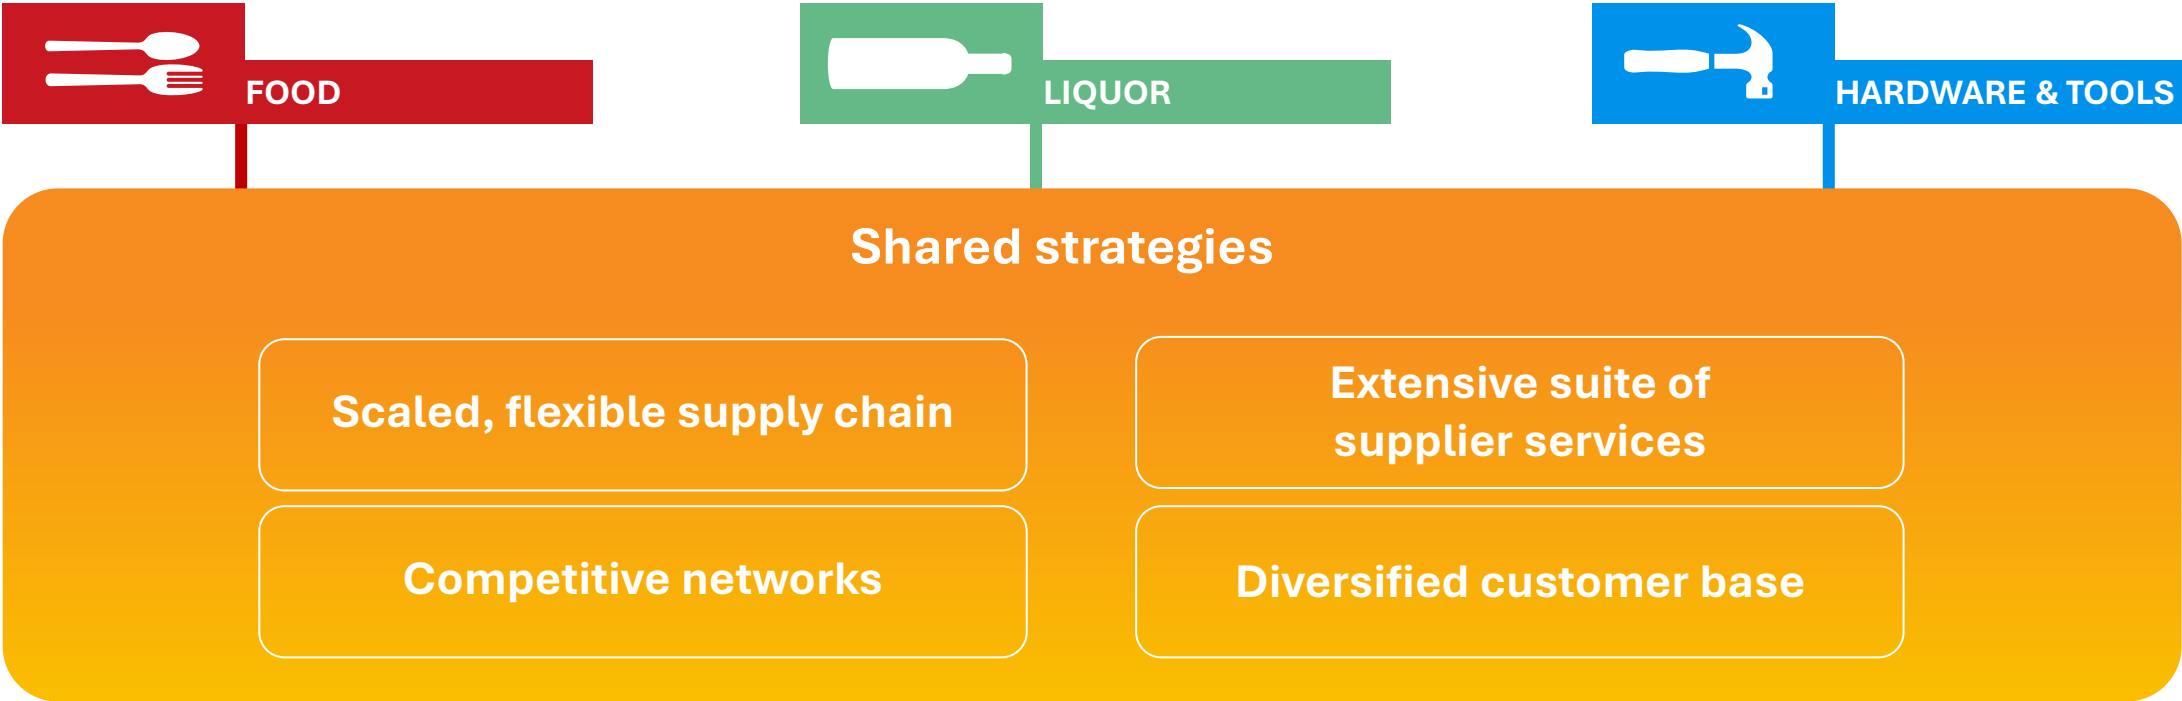 FOOD
LIQUOR
HARDWARE & TOOLS
Shared strategies
Scaled, flexible supply chain
Extensive suite of
supplier services
Competitive networks
Diversified customer base